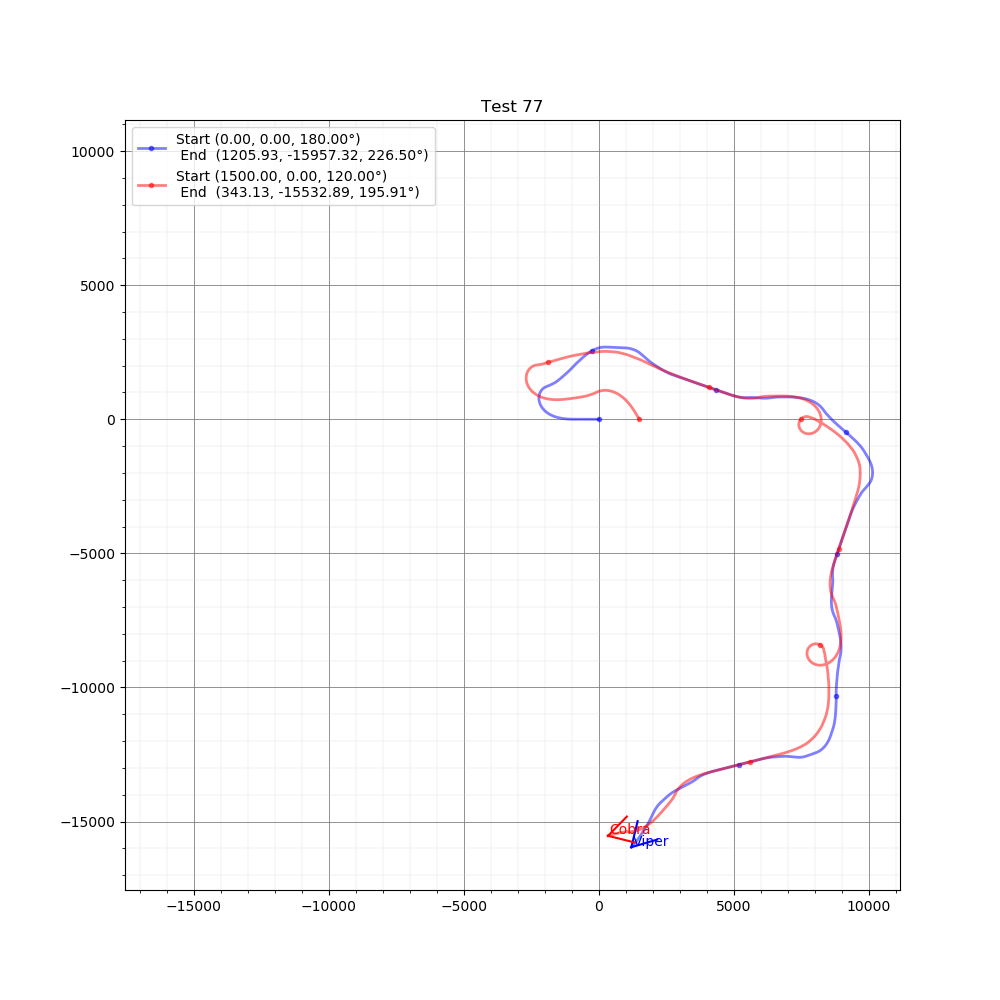 Test 77
Start (0.00, 0.00, 180.00°)
End (1205.93, -15957.32, 226.50°)
Start (1500.00, 0.00, 120.00°)
End (343.13, -15532.89, 195.91°)
10000
5000
0
−5000
−10000
−15000
Cobra
Viper
−15000 −10000 −5000 0 5000 10000